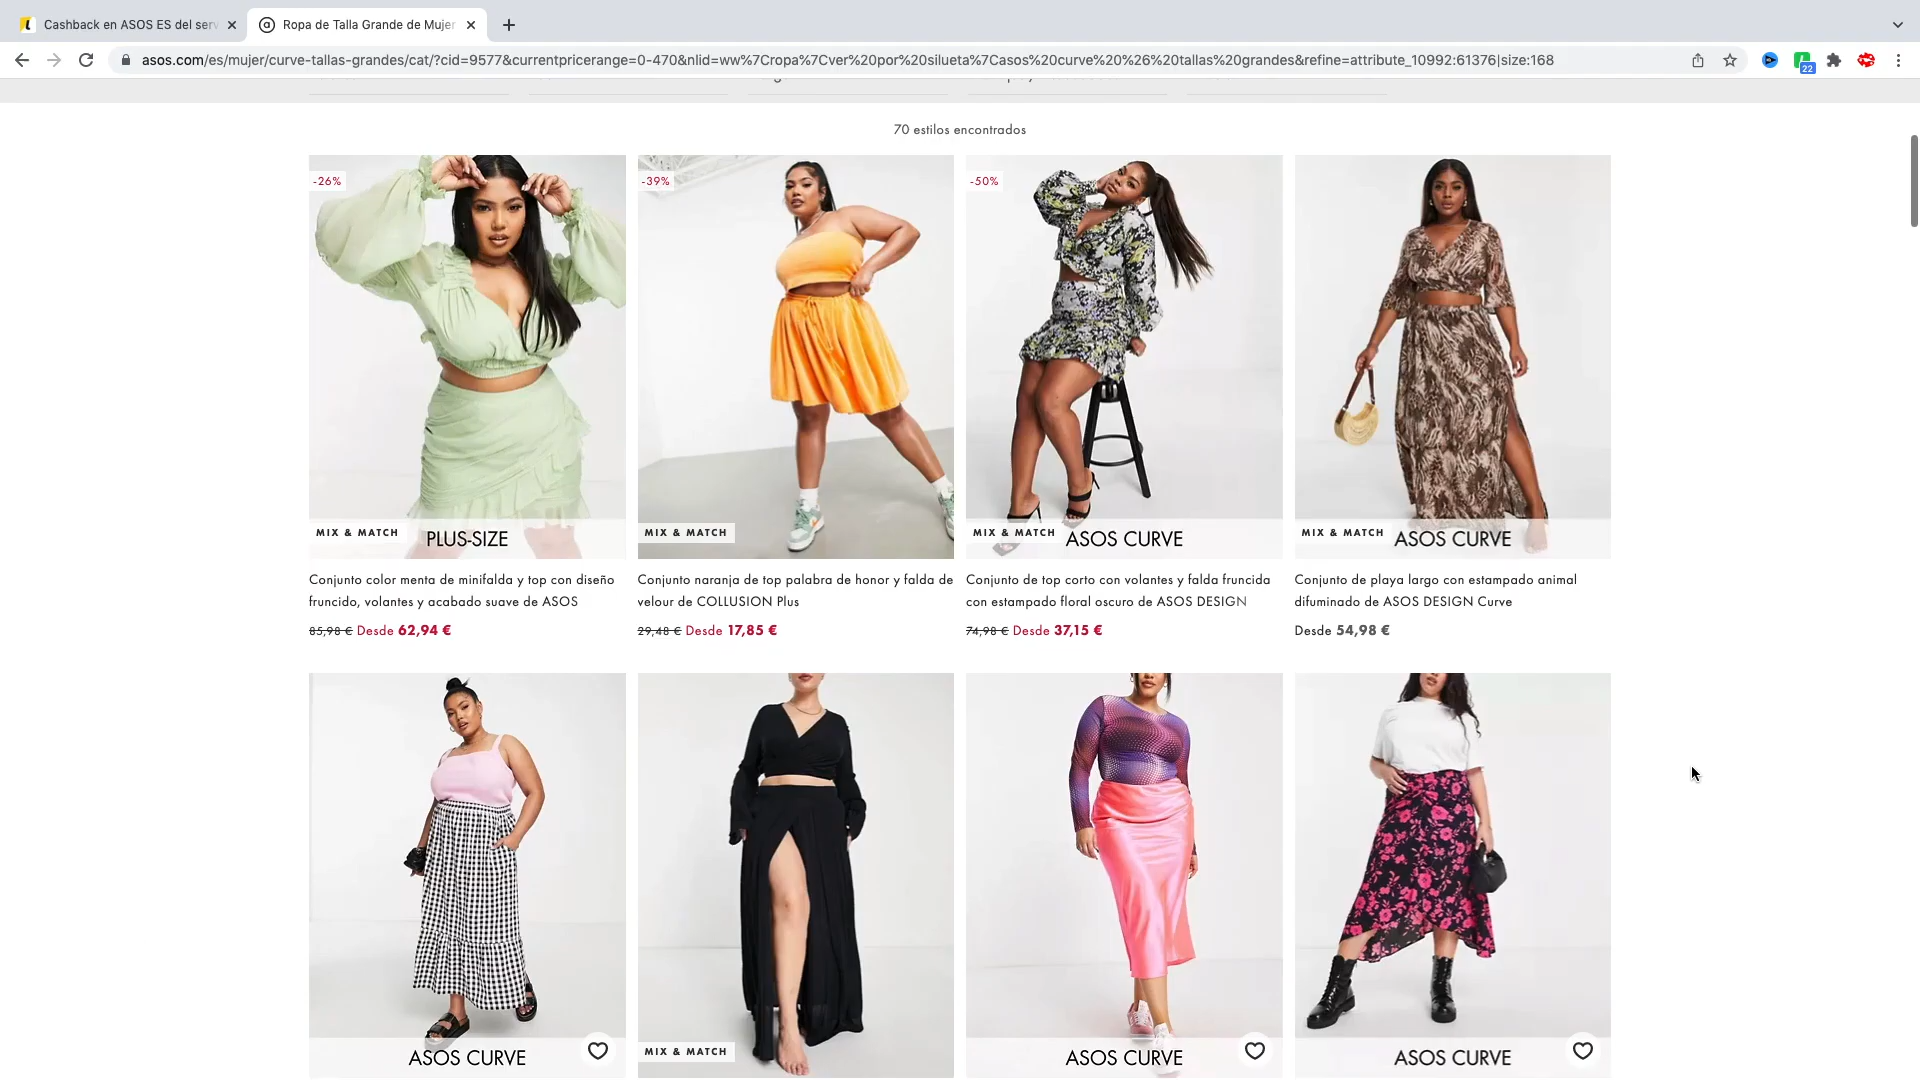 Cashback en ASOS ES del serv
Ropa de Talla Grande de Mujer
asos.com/es/mujer/curve-tallas-grandes/cat/?cid=9577&currentpricerange=0-470&nlid=ww%7Cropa%7Cver%20por%20silueta%7Casos%20curve%20%26%20tallas%20grandes&refine=attribute_10992:61376|size:168
22
70 estilos encontrados
-26%
-39%
-50%
MIX & MATCH
PLUS-SIZE
MIX & MATCH
MIX & MATCH
ASOS CURVE
MIX & MATCH
ASOS CURVE
Conjunto color menta de minifalda y top con diseño
fruncido, volantes y acabado suave de ASOS
85,98 € Desde 62,94 €
Conjunto naranja de top palabra de honor y falda de
velour de COLLUSION Plus
29,48 € Desde 17,85 €
Conjunto de top corto con volantes y falda fruncida
con estampado floral oscuro de ASOS DESIGN
74,98 € Desde 37,15 €
Conjunto de playa largo con estampado animal
difuminado de ASOS DESIGN Curve
Desde 54,98 €
ASOS CURVE
MIX & MATCH
ASOS CURVE
ASOS CURVE